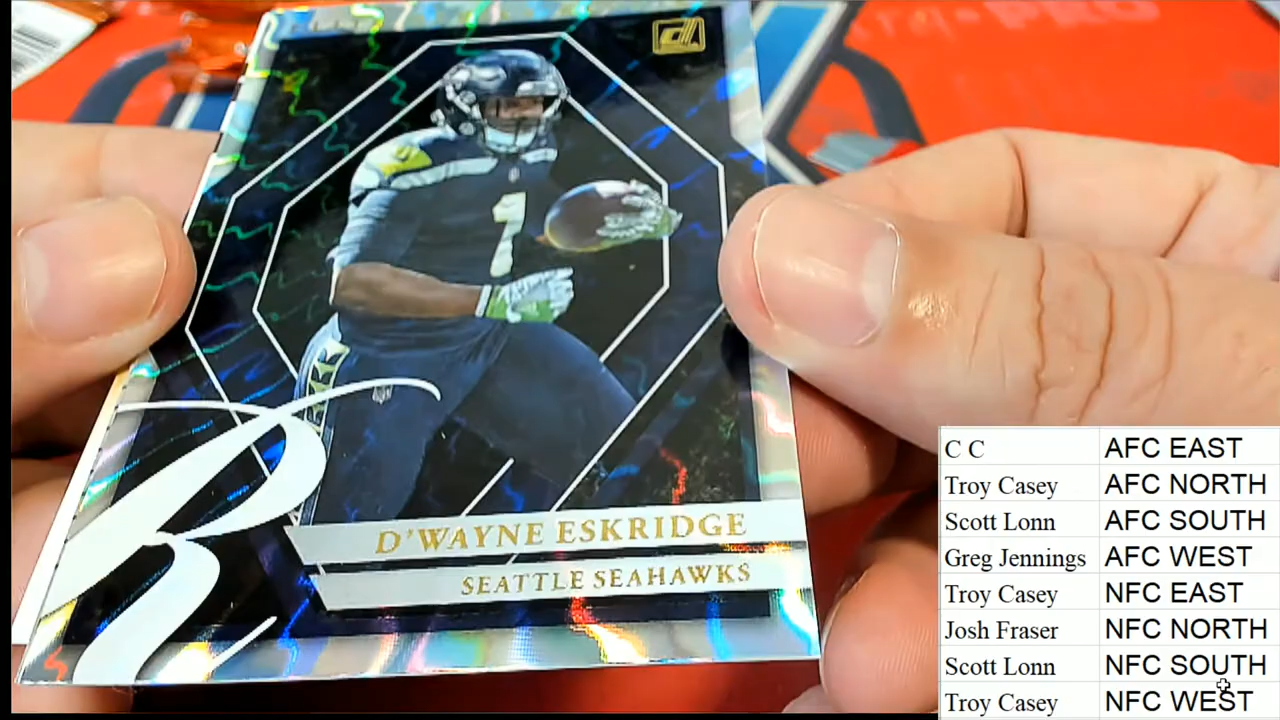 1
D'WAYNE ESKRIDGE
SEATTLE SEAHAWKS
C C AFC EAST
Troy Casey AFC NORTH
Scott Lonn AFC SOUTH
Greg Jennings AFC WEST
Troy Casey NFC EAST
Josh Fraser NFC NORTH
Scott Lonn NFC SOUTH
Troy Casey NFC WEST